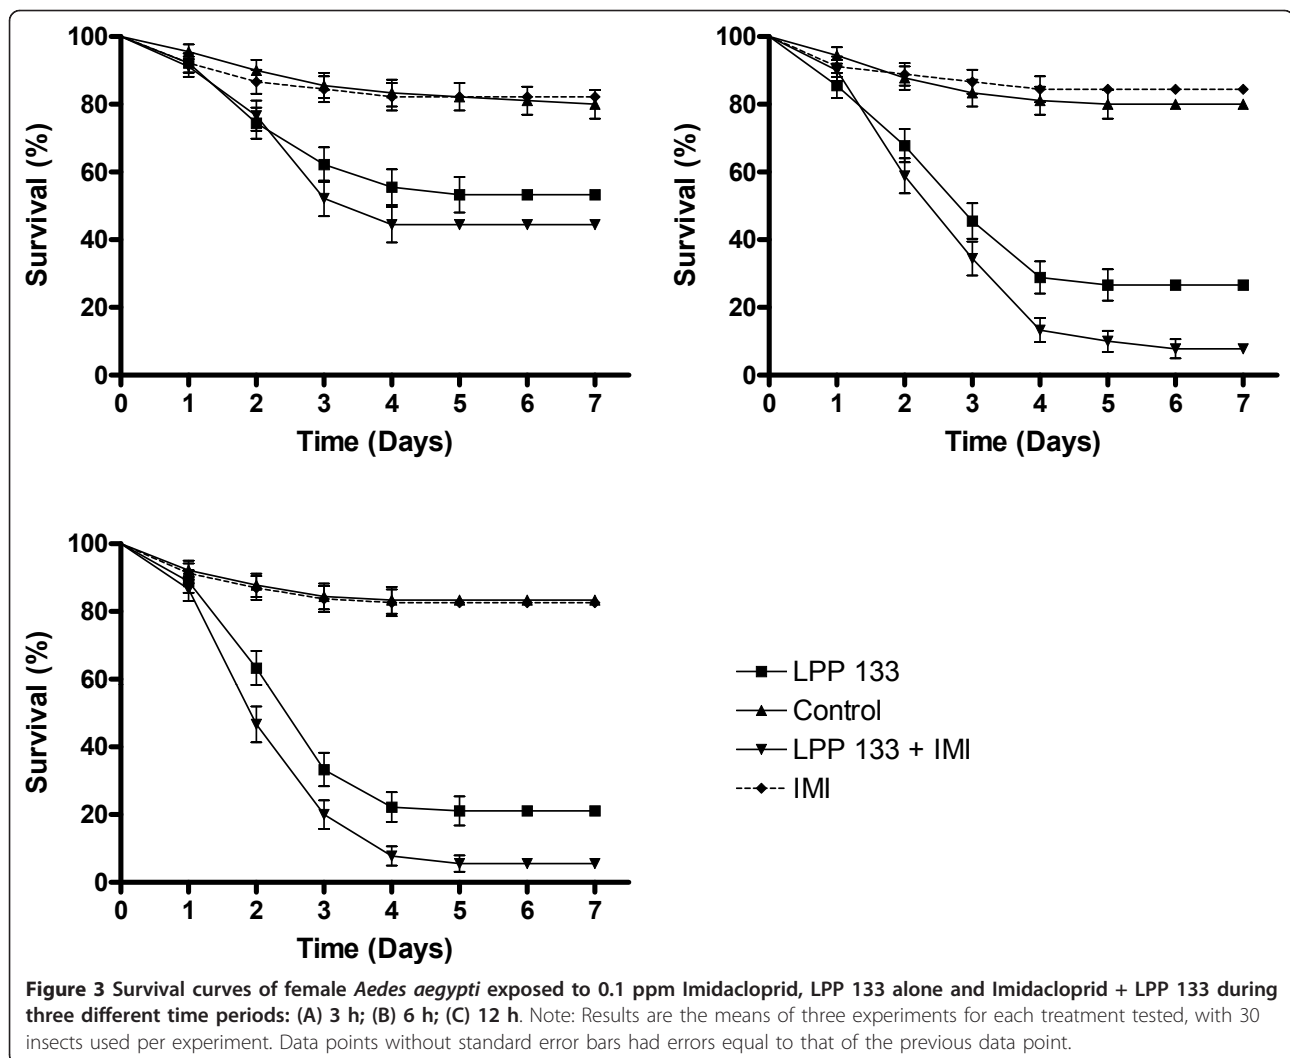 100
80
60
40
20
0
Survival (%)
0 1 2 3 4 5 6 7
Time (Days)
100
80
60
40
20
0
Survival (%)
0 1 2 3 4 5 6 7
Time (Days)
100
80
60
40
20
0
Survival (%)
0 1 2 3 4 5 6 7
Time (Days)
LPP 133
Control
LPP 133 + IMI
IMI
Figure 3 Survival curves of female Aedes aegypti exposed to 0.1 ppm Imidacloprid, LPP 133 alone and Imidacloprid + LPP 133 during
three different time periods: (A) 3 h; (B) 6 h; (C) 12 h. Note: Results are the means of three experiments for each treatment tested, with 30
insects used per experiment. Data points without standard error bars had errors equal to that of the previous data point.